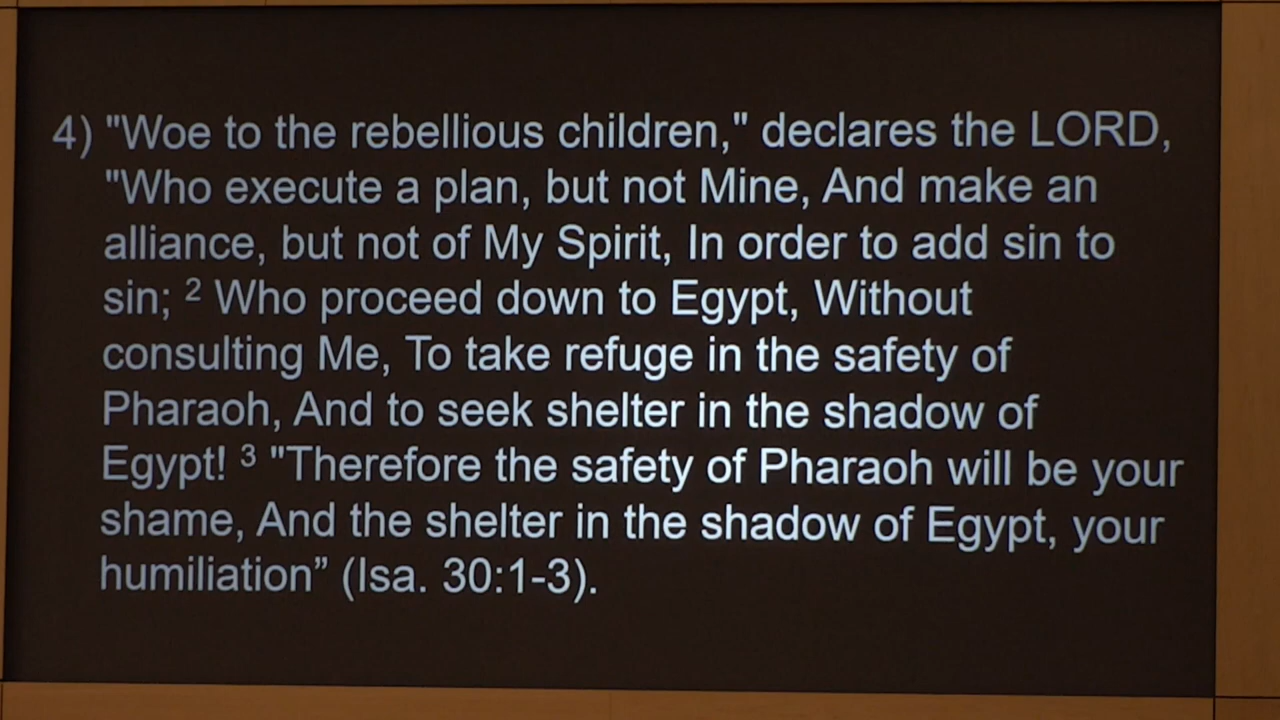 4) "Woe to the rebellious children," declares the LORD,
"Who execute a plan, but not Mine, And make an
alliance, but not of My Spirit, In order to add sin to
sin; ² Who proceed down to Egypt, Without
consulting Me, To take refuge in the safety of
Pharaoh, And to seek shelter in the shadow of
Egypt! ³ "Therefore the safety of Pharaoh will be your
shame, And the shelter in the shadow of Egypt, your
humiliation” (Isa. 30:1-3).